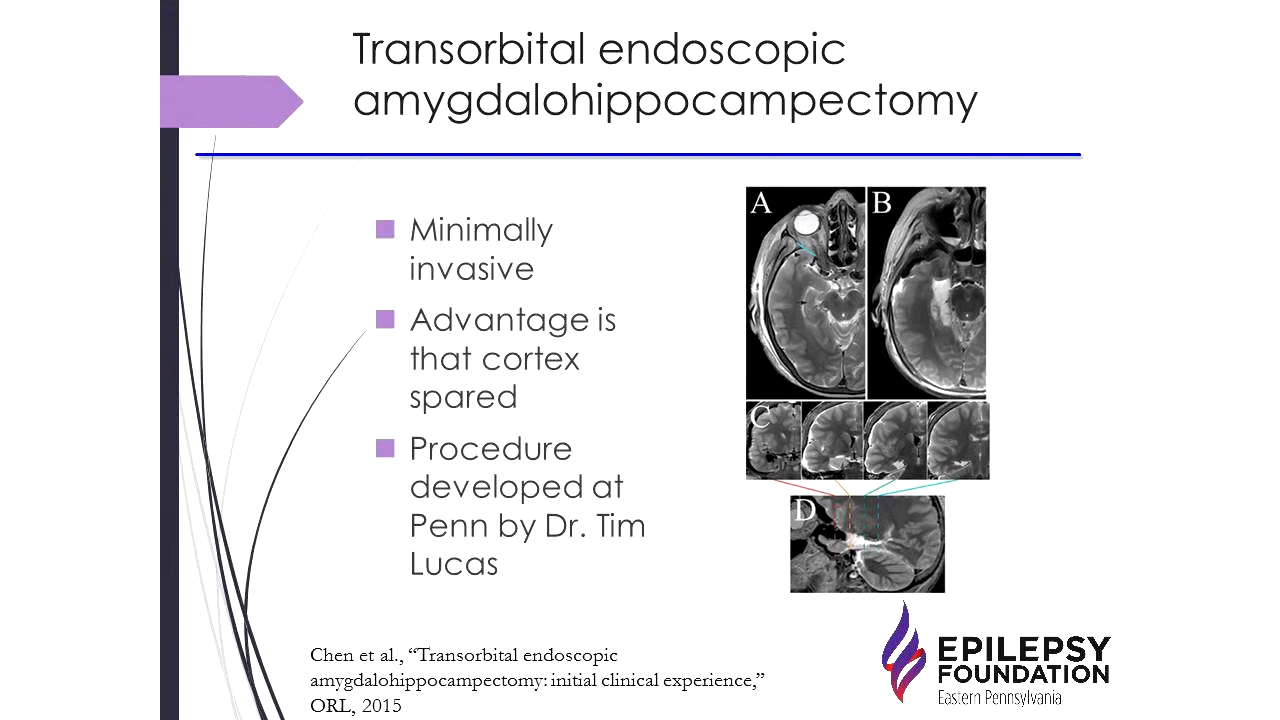 Transorbital endoscopic
amygdalohippocampectomy
Minimally
invasive
Advantage is
that cortex
spared
Procedure
developed at
Penn by Dr. Tim
Lucas
A
B
C
D
Chen et al., “Transorbital endoscopic
amygdalohippocampectomy: initial clinical experience,”
ORL, 2015
EPILEPSY
FOUNDATION
Eastern Pennsylvania